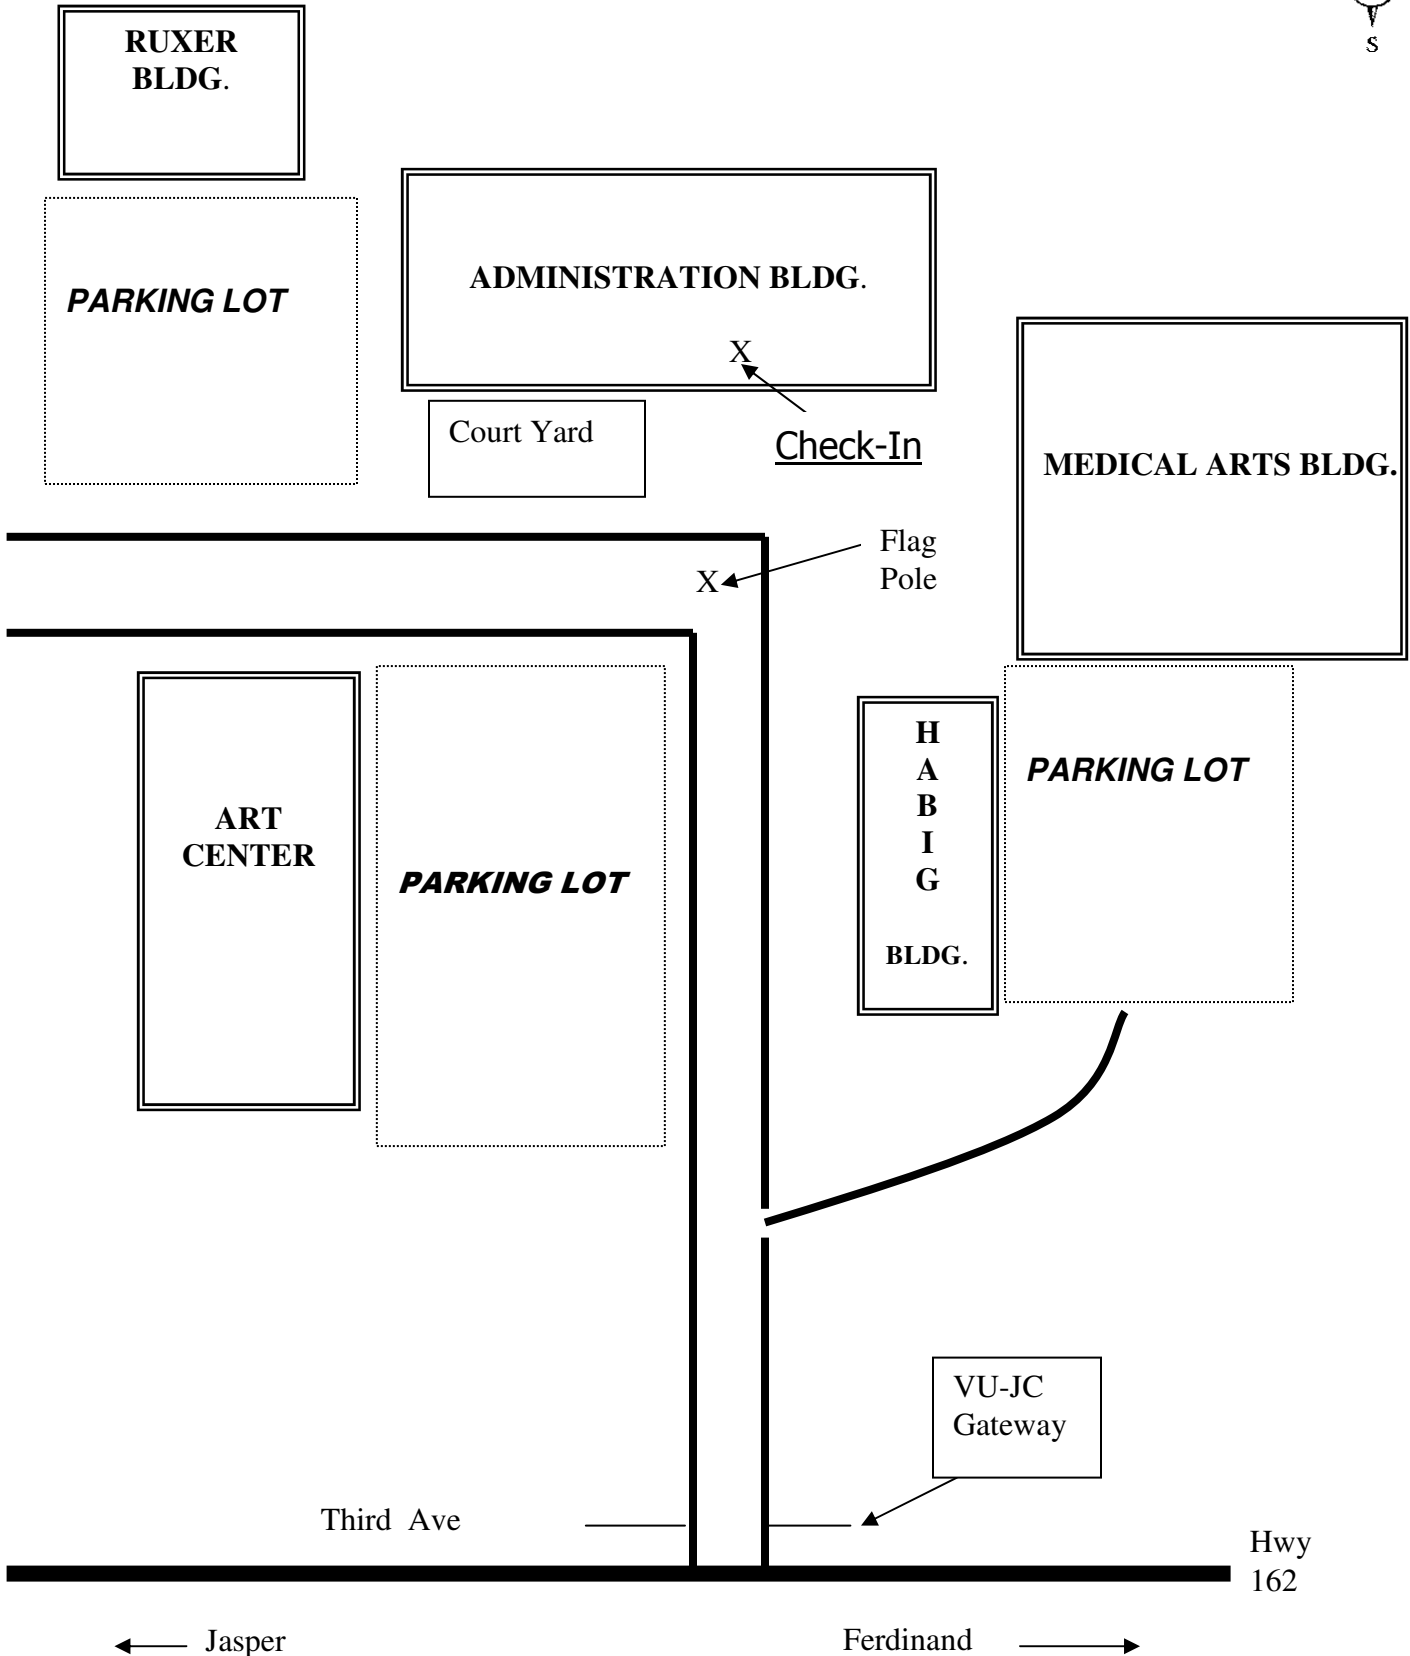 S
RUXER
BLDG.
PARKING LOT
ADMINISTRATION BLDG.
X
Check-In
Court Yard
MEDICAL ARTS BLDG.
Flag
Pole
X
ART
CENTER
PARKING LOT
H
A
B
I
G
BLDG.
PARKING LOT
VU-JC
Gateway
Third Ave
Hwy
162
Jasper
Ferdinand